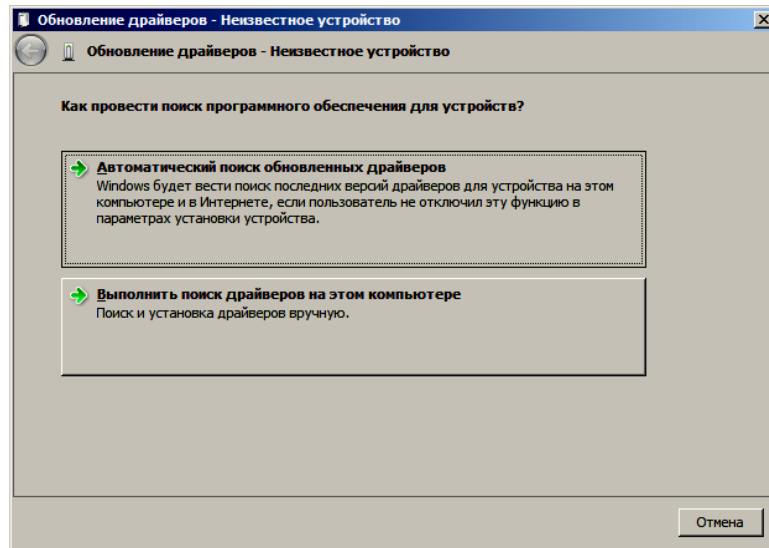 Обновление драйверов - Неизвестное устройство
Обновление драйверов - Неизвестное устройство
Как провести поиск программного обеспечения для устройств?
Автоматический поиск обновленных драйверов
Windows будет вести поиск последних версий драйверов для устройства на этом
компьютере и в Интернете, если пользователь не отключил эту функцию в
параметрах установки устройства.
Выполнить поиск драйверов на этом компьютере
Поиск и установка драйверов вручную.
Отмена